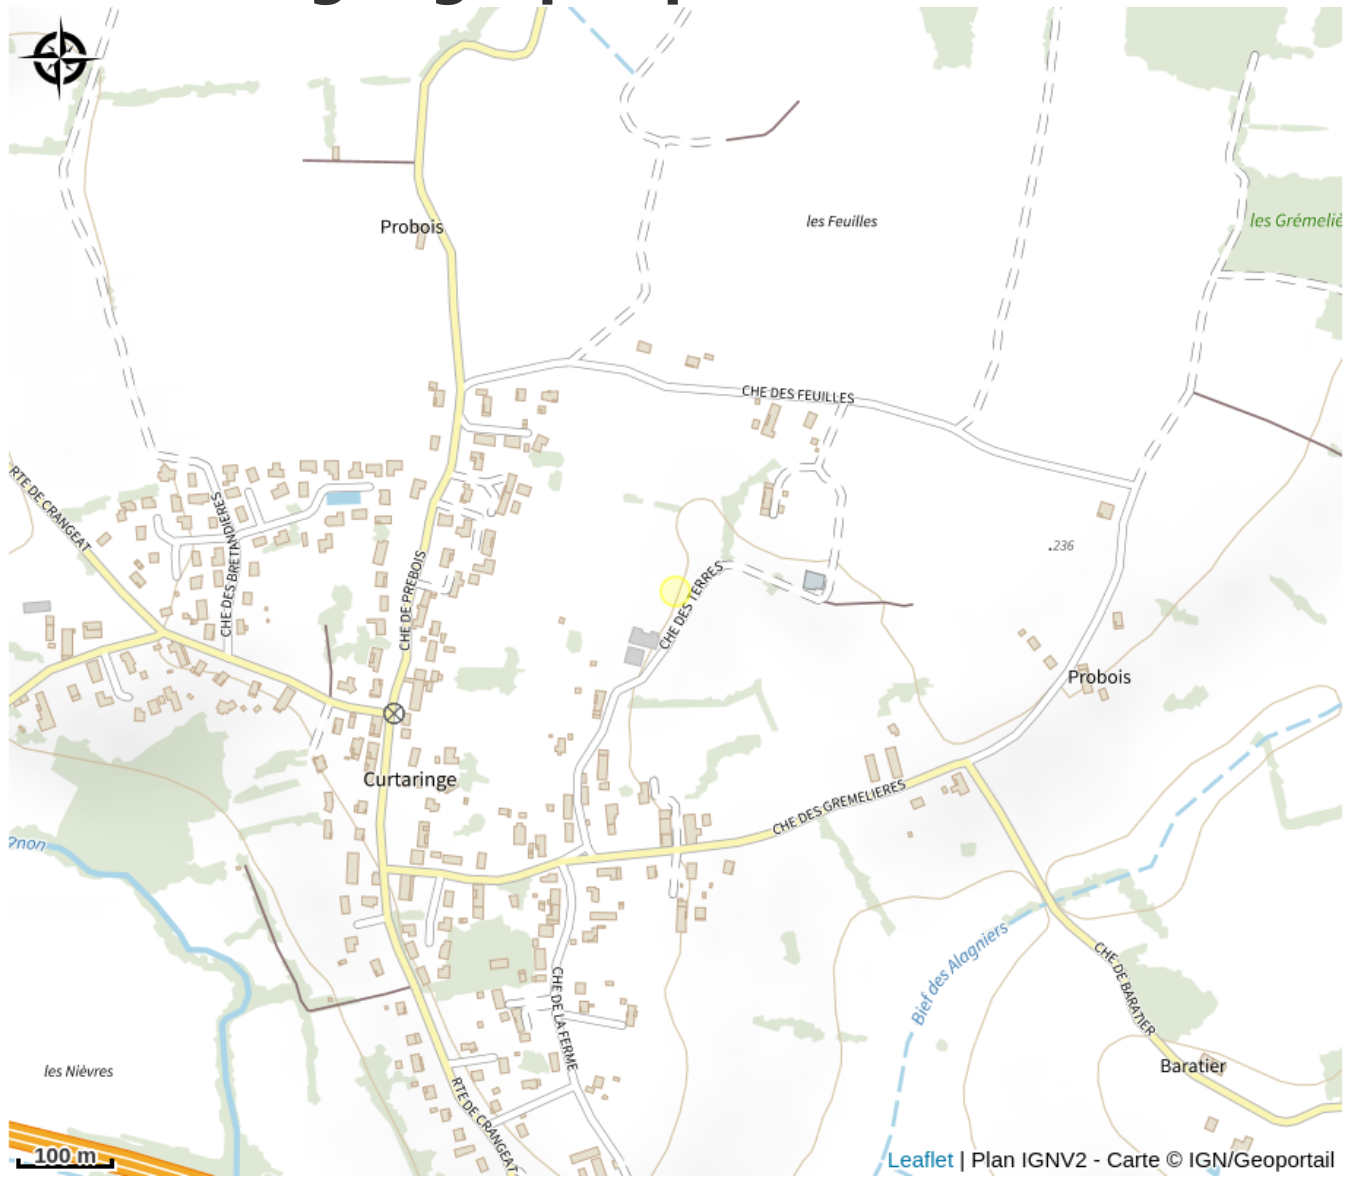 Probois
les Feuilles
les Grémeliè
CHE DES FEUILLES
RTE DE CRANGEAT
CHE DES BRETANDIERES
CHE DE PREBOIS
CHE DES TERRES
.236
Probois
Curtaringe
CHE DES GREMELIERES
Bief des Alagniers
CHE DE BARATIER
CHE DE LA FERME
les Nièvres
Baratier
RTE DE CRANGEAT
100 m
Leaflet | Plan IGNV2 - Carte © IGN/Geoportail